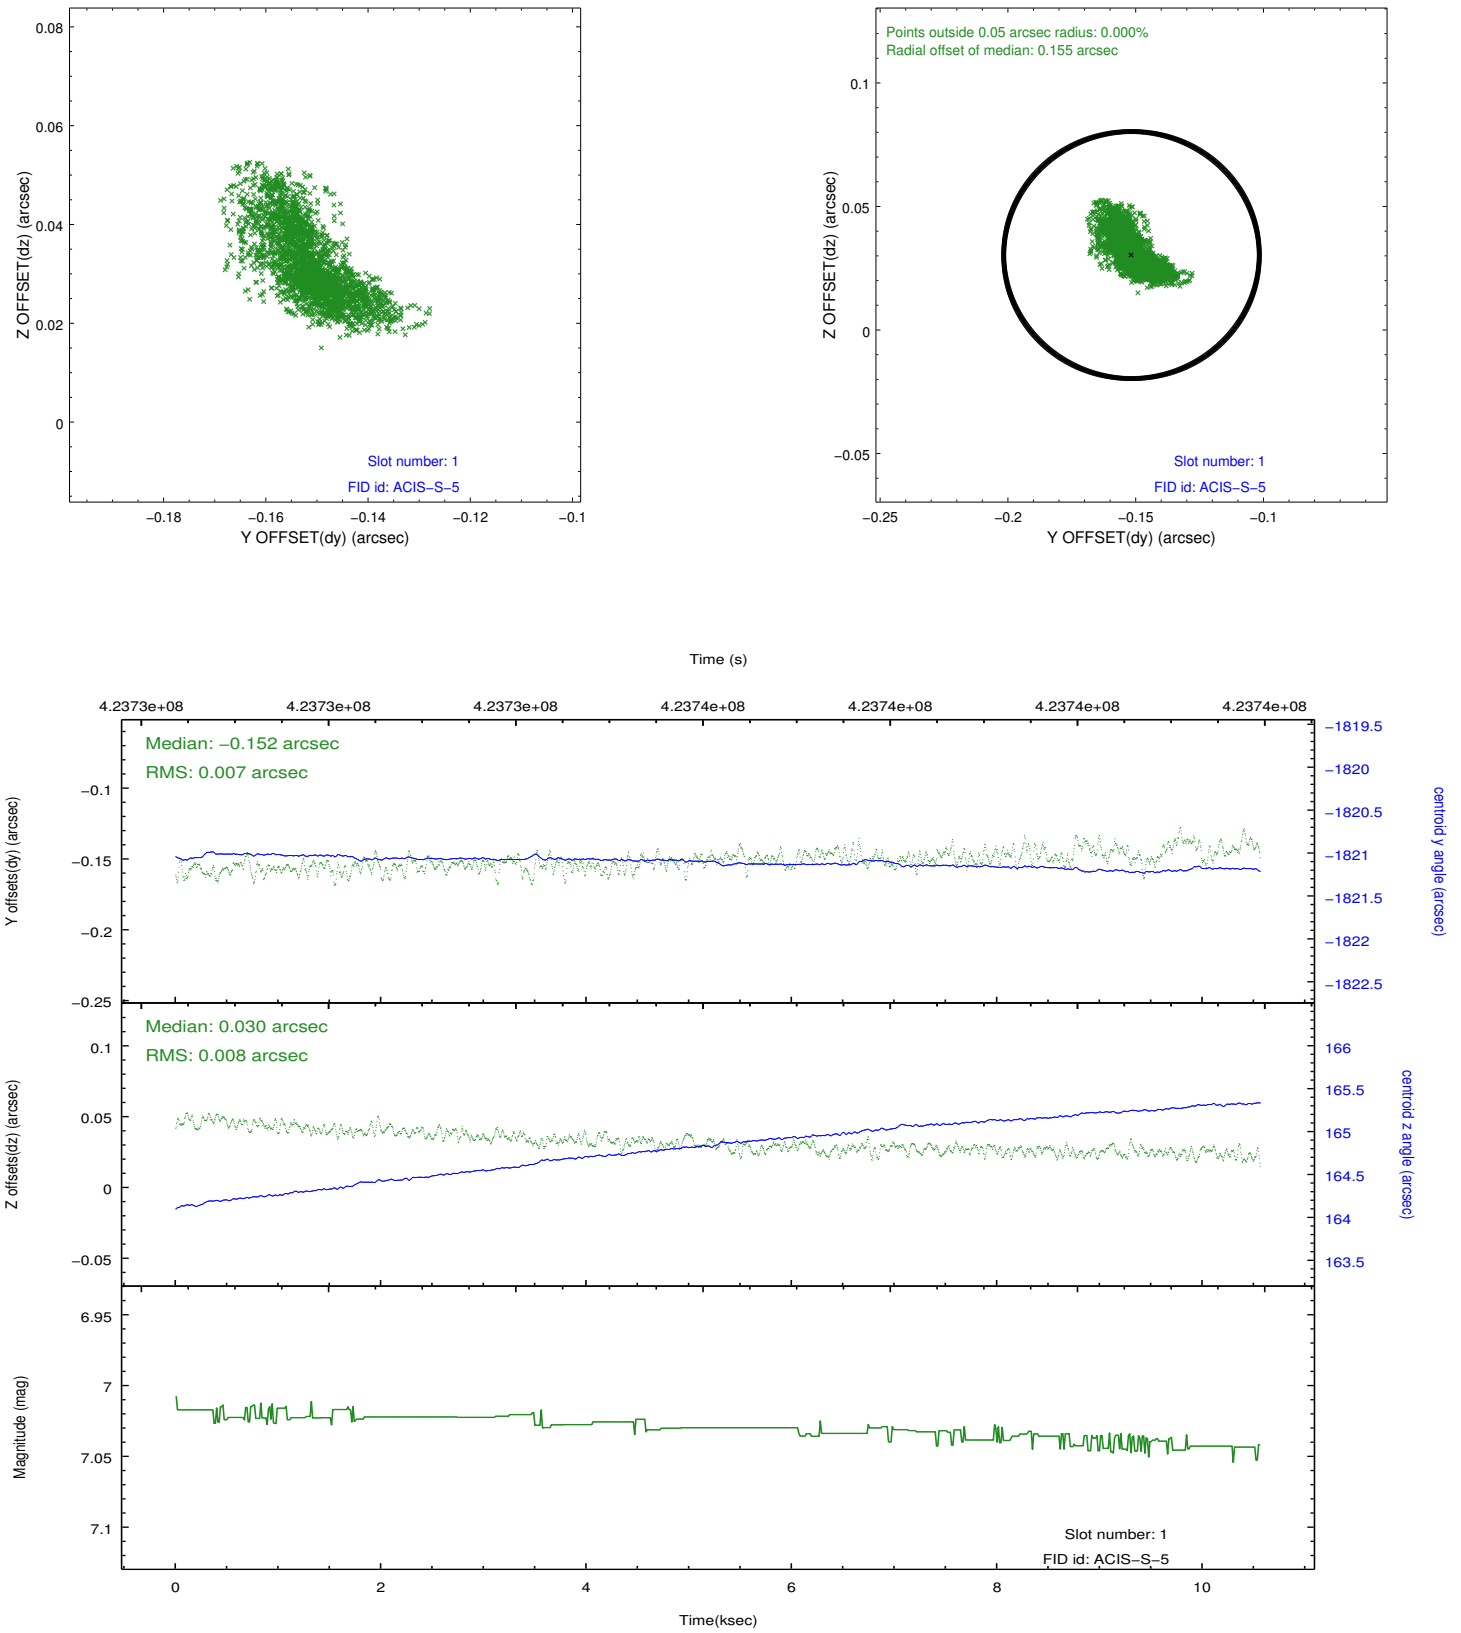 0.08
0.06
0.04
0.02
0
Z OFFSET(dz) (arcsec)
Slot number: 1
FID id: ACIS−S−5
−0.18 −0.16 −0.14 −0.12 −0.1
Y OFFSET(dy) (arcsec)
Points outside 0.05 arcsec radius: 0.000%
Radial offset of median: 0.155 arcsec
0.1
0.05
0
−0.05
Z OFFSET(dz) (arcsec)
Slot number: 1
FID id: ACIS−S−5
−0.25 −0.2 −0.15 −0.1
Y OFFSET(dy) (arcsec)
Time (s)
4.2373e+08 4.2373e+08 4.2373e+08 4.2374e+08 4.2374e+08 4.2374e+08 4.2374e+08
Median: −0.152 arcsec
RMS: 0.007 arcsec
−0.1
−0.15
−0.2
−0.25
Y offsets(dy) (arcsec)
−1819.5
−1820
−1820.5
−1821
−1821.5
−1822
−1822.5
centroid y angle (arcsec)
Median: 0.030 arcsec
RMS: 0.008 arcsec
0.1
0.05
0
−0.05
Z offsets(dz) (arcsec)
166
165.5
165
164.5
164
163.5
centroid z angle (arcsec)
6.95
7
7.05
7.1
Magnitude (mag)
Slot number: 1
FID id: ACIS−S−5
0 2 4 6 8 10
Time(ksec)